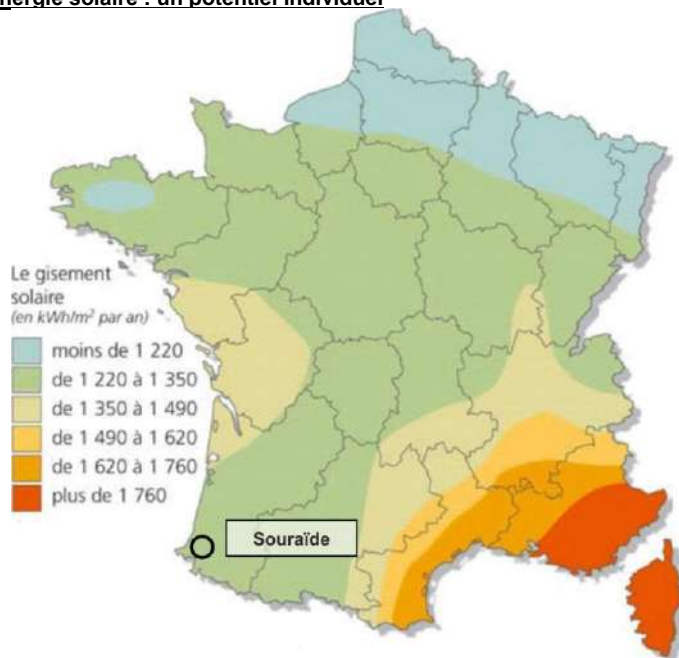 nergie solaire : un potentiel individuel
Le gisement
solaire
(en kWh/m² par an)
moins de 1 220
de 1 220 à 1 350
de 1 350 à 1 490
de 1 490 à 1 620
de 1 620 à 1 760
plus de 1 760
Souraïde